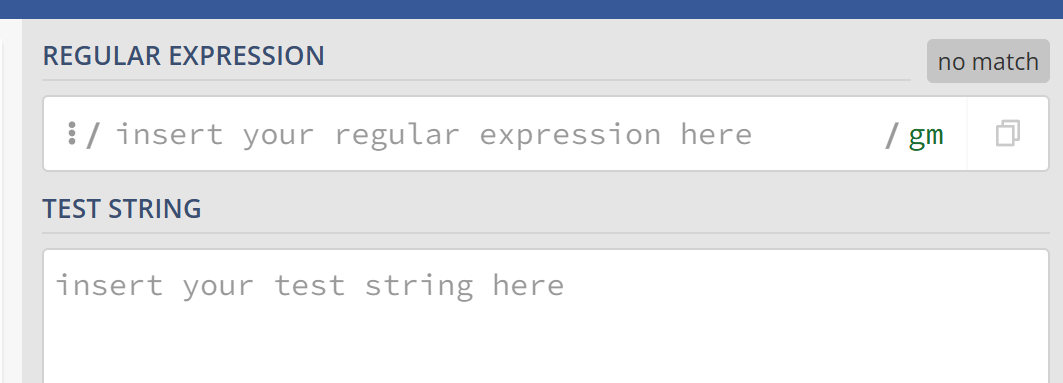 REGULAR EXPRESSION
no match
/ insert your regular expression here / gm
TEST STRING
insert your test string here